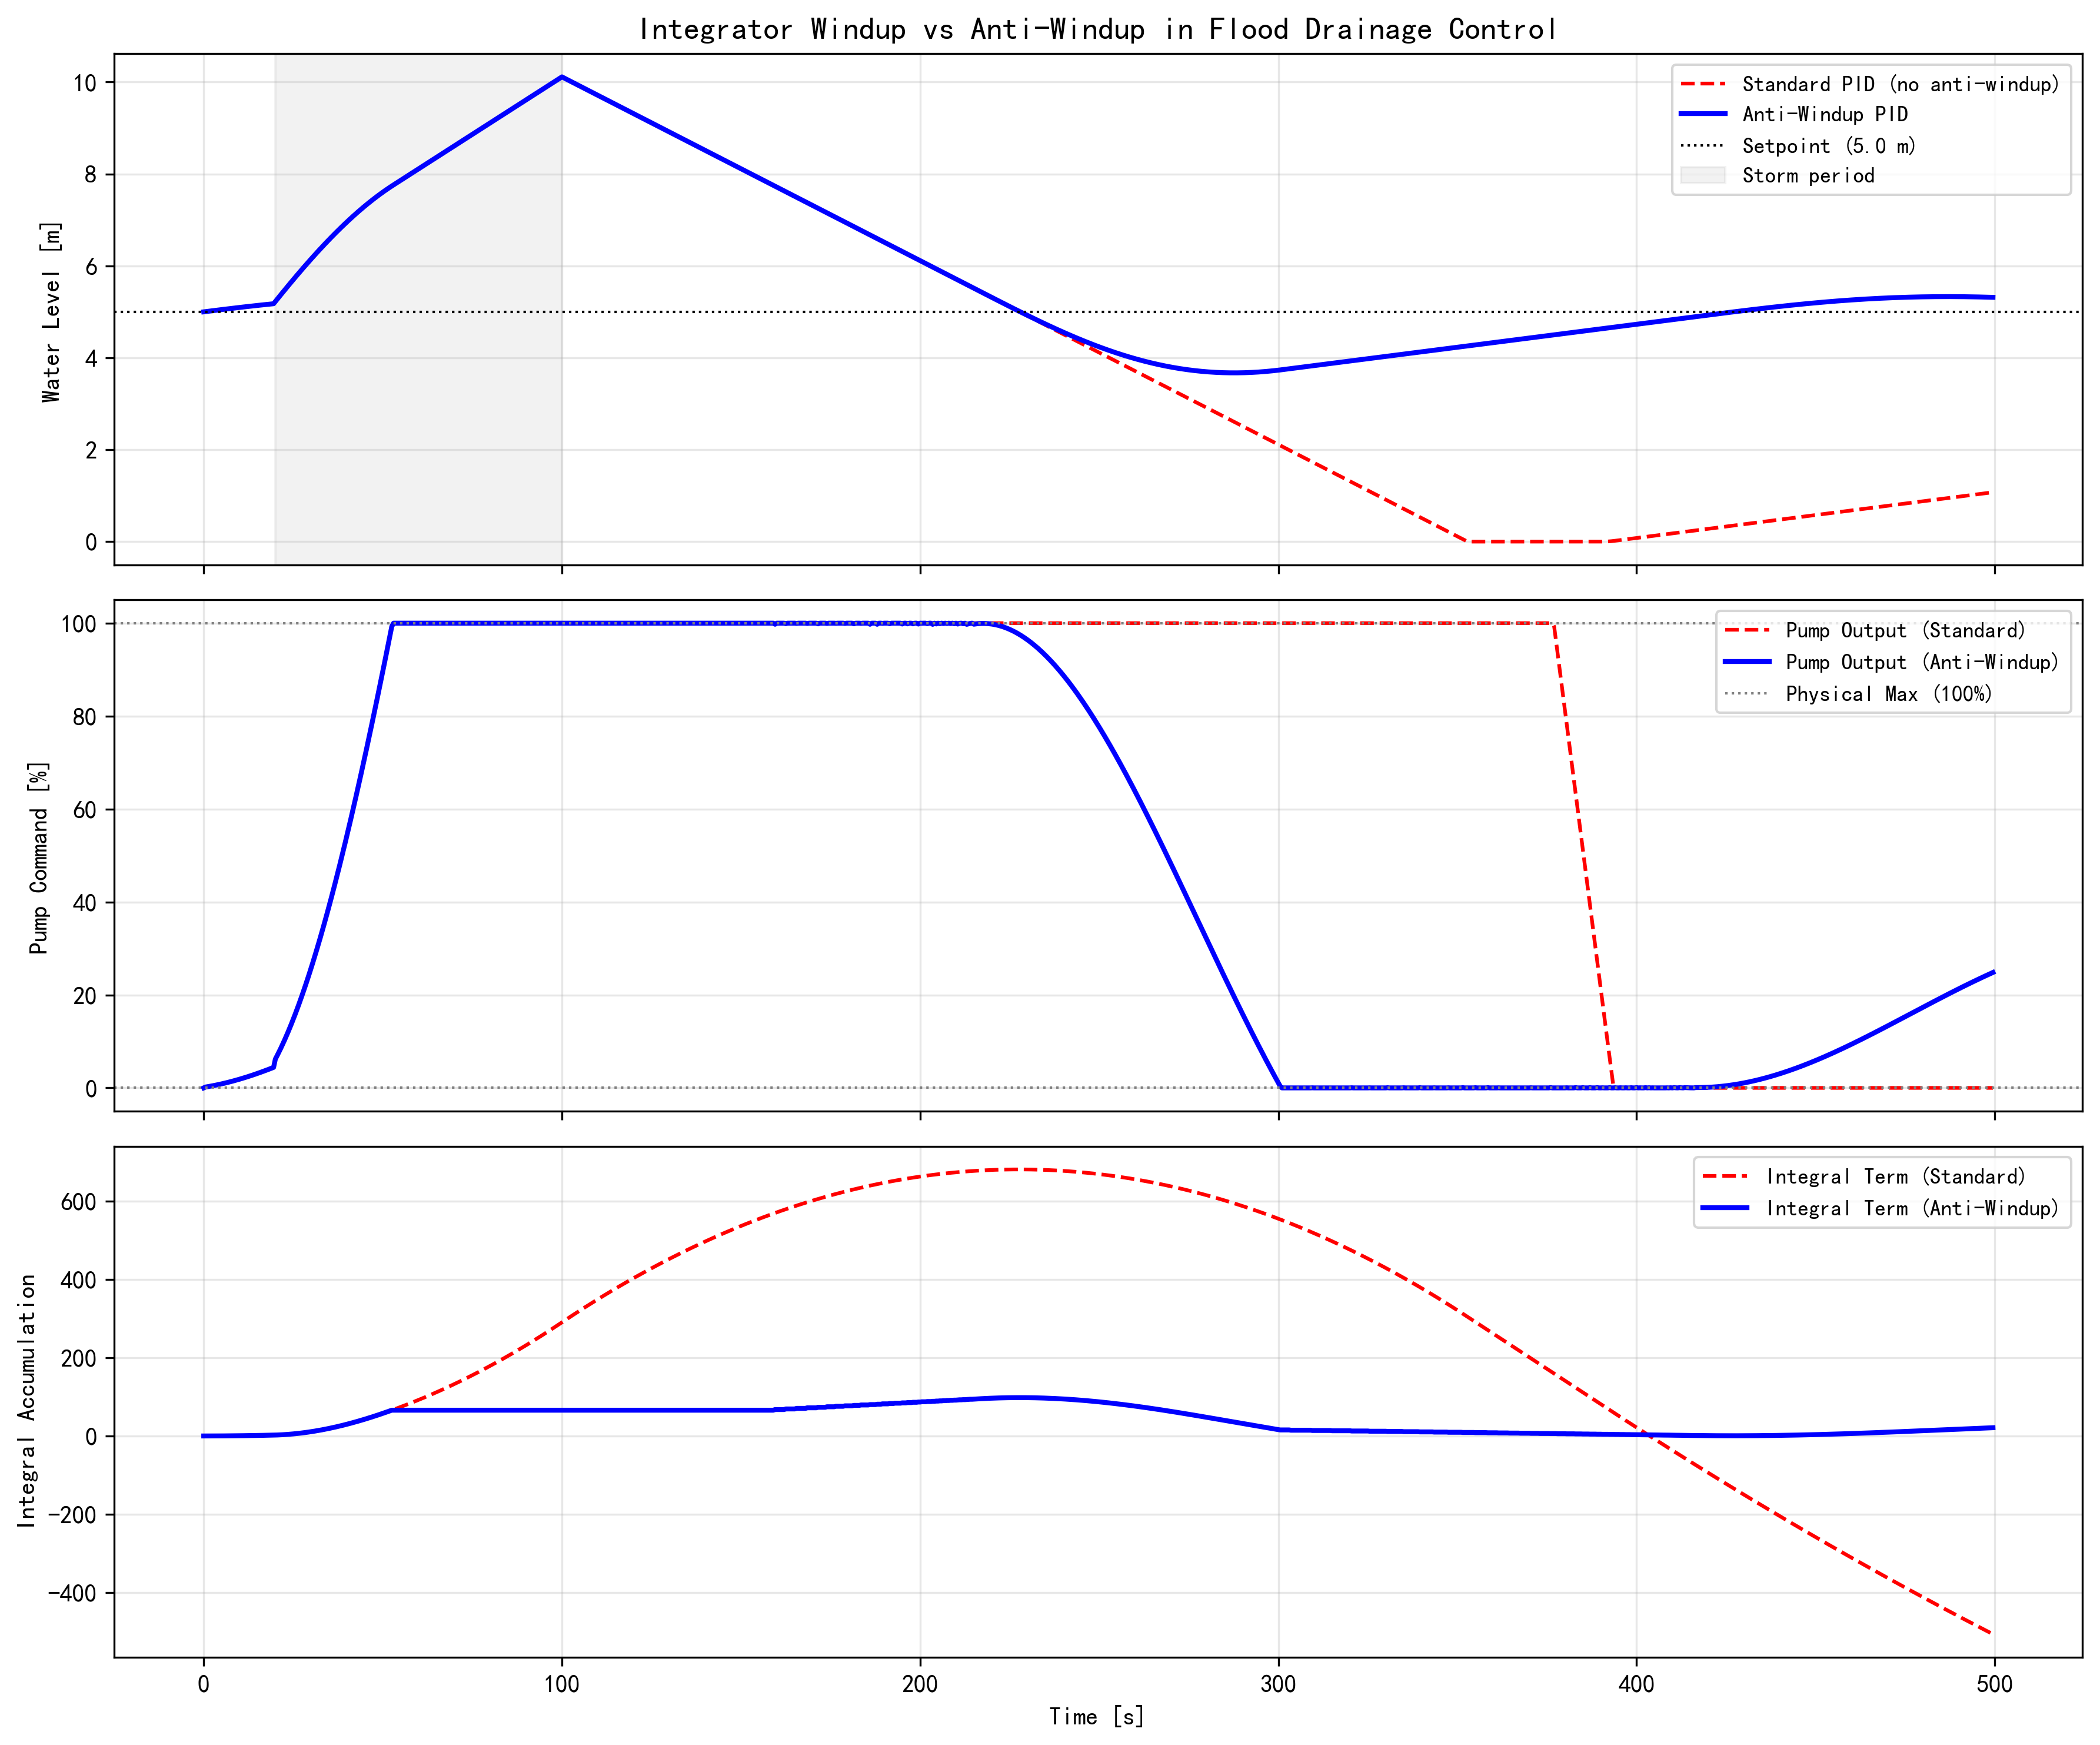 Integrator Windup vs Anti-Windup in Flood Drainage Control
Water Level [m]
10
8
6
4
2
0
Standard PID (no anti-windup)
Anti-Windup PID
Setpoint (5.0 m)
Storm period
Pump Command [%]
100
80
60
40
20
0
Pump Output (Standard)
Pump Output (Anti-Windup)
Physical Max (100%)
Integral Accumulation
600
400
200
0
−200
−400
Integral Term (Standard)
Integral Term (Anti-Windup)
0 100 200 300 400 500
Time [s]